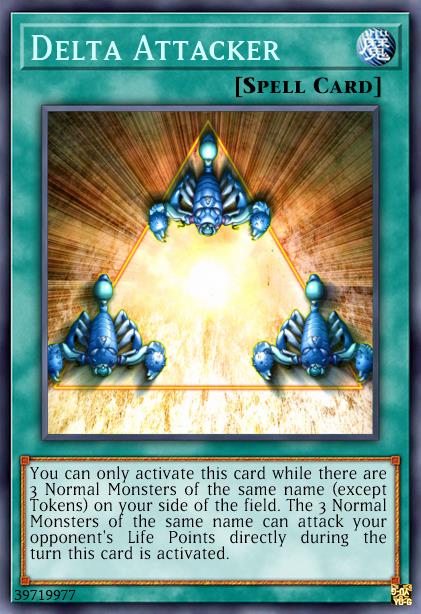 Delta Attacker
魔
[Spell Card]
You can only activate this card while there are
3 Normal Monsters of the same name (except
Tokens) on your side of the field. The 3 Normal
Monsters of the same name can attack your
opponent's Life Points directly during the
turn this card is activated.
39719977